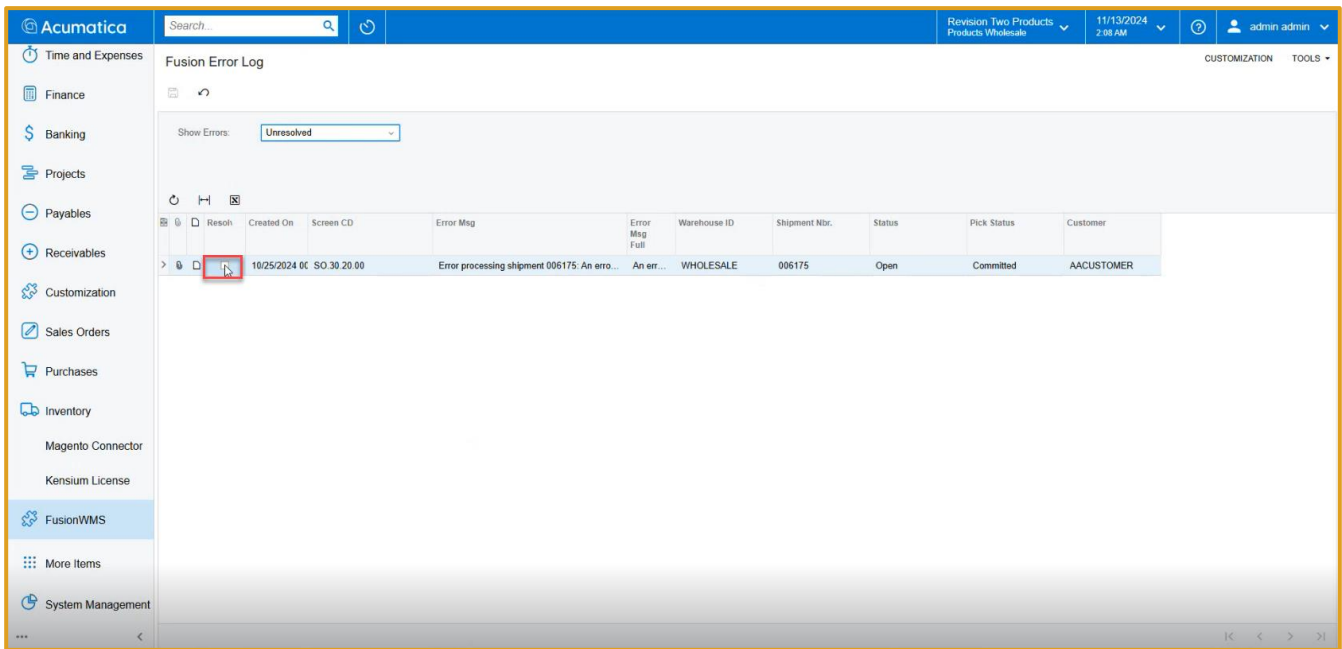 Acumatica
Search...
Revision Two Products
Products Wholesale
11/13/2024
2:08 AM
admin admin
Time and Expenses
Finance
Banking
Projects
Payables
Receivables
Customization
Sales Orders
Purchases
Inventory
Magento Connector
Kensium License
FusionWMS
More Items
System Management
Fusion Error Log
CUSTOMIZATION TOOLS
Show Errors: Unresolved
Resolv Created On Screen CD Error Msg Error Msg Full Warehouse ID Shipment Nbr. Status Pick Status Customer
10/25/2024 0( SO.30.20.00 Error processing shipment 006175: An erro... An err... WHOLESALE 006175 Open Committed AACUSTOMER